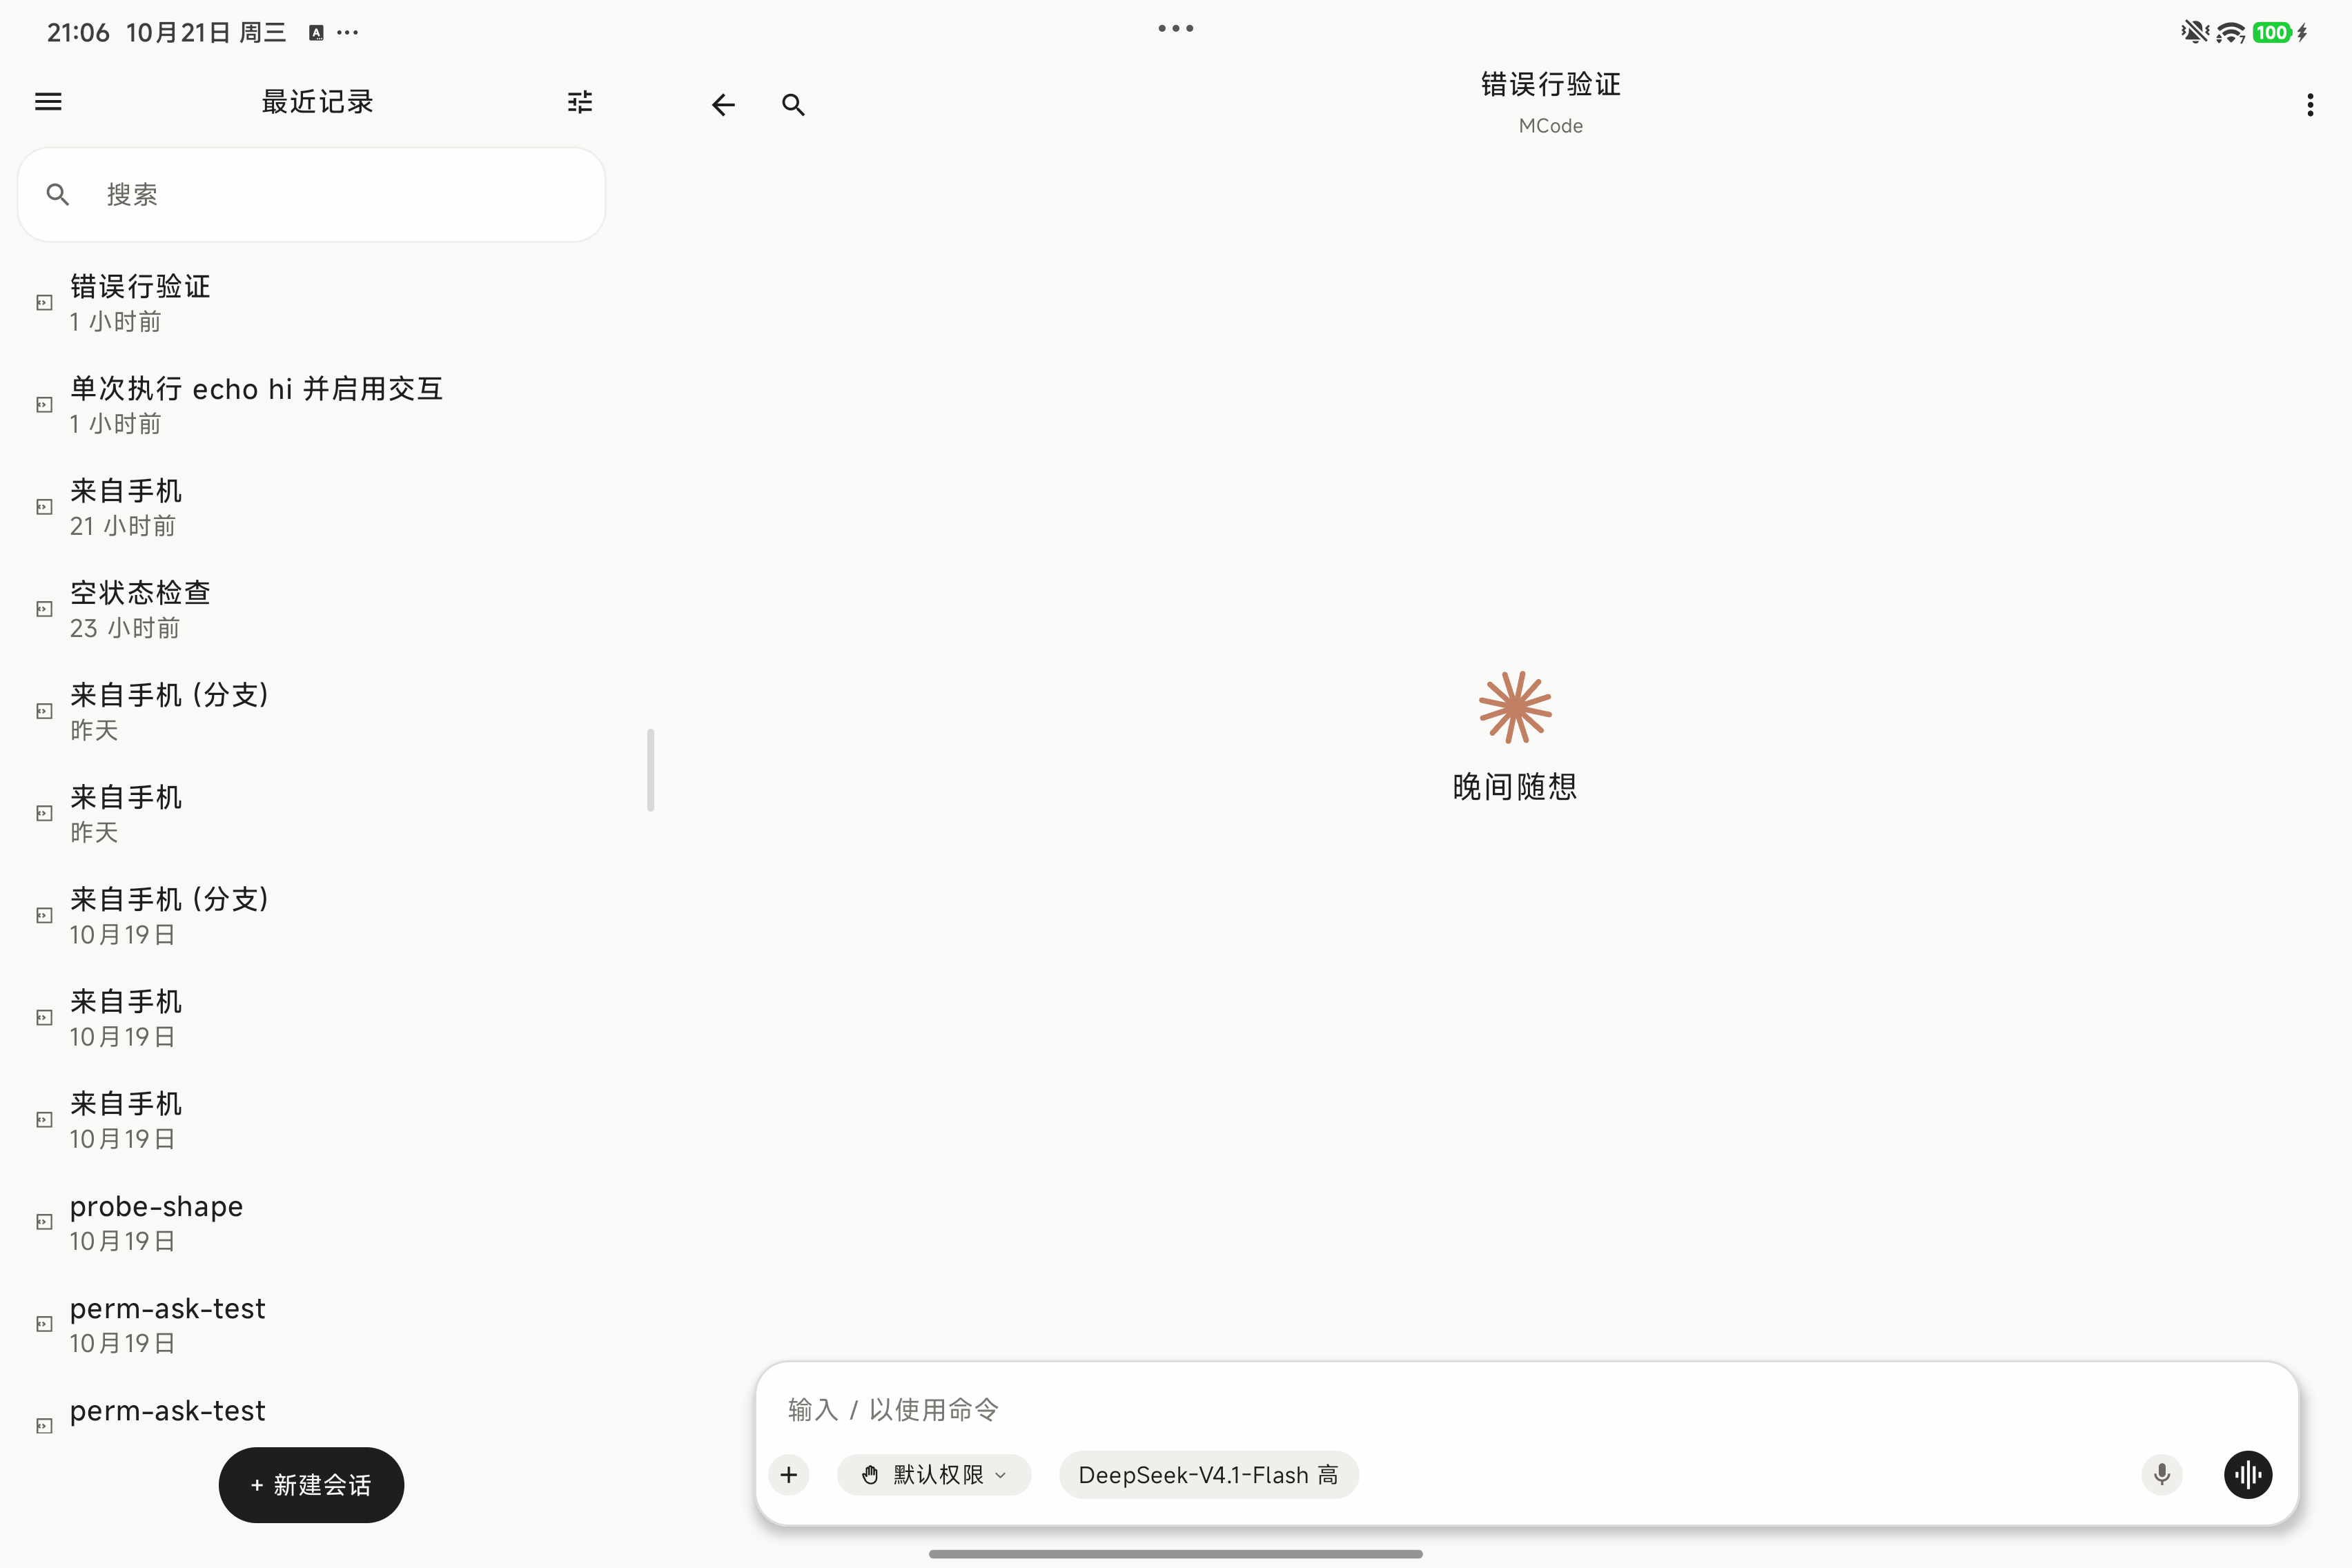 21:06 10月21日 周三
100
最近记录
搜索
错误行验证
1 小时前
单次执行 echo hi 并启用交互
1 小时前
来自手机
21 小时前
空状态检查
23 小时前
来自手机 (分支)
昨天
来自手机
昨天
来自手机 (分支)
10月19日
来自手机
10月19日
来自手机
10月19日
probe-shape
10月19日
perm-ask-test
10月19日
perm-ask-test
+ 新建会话
错误行验证
MCode
晚间随想
输入 / 以使用命令
默认权限
DeepSeek-V4.1-Flash 高